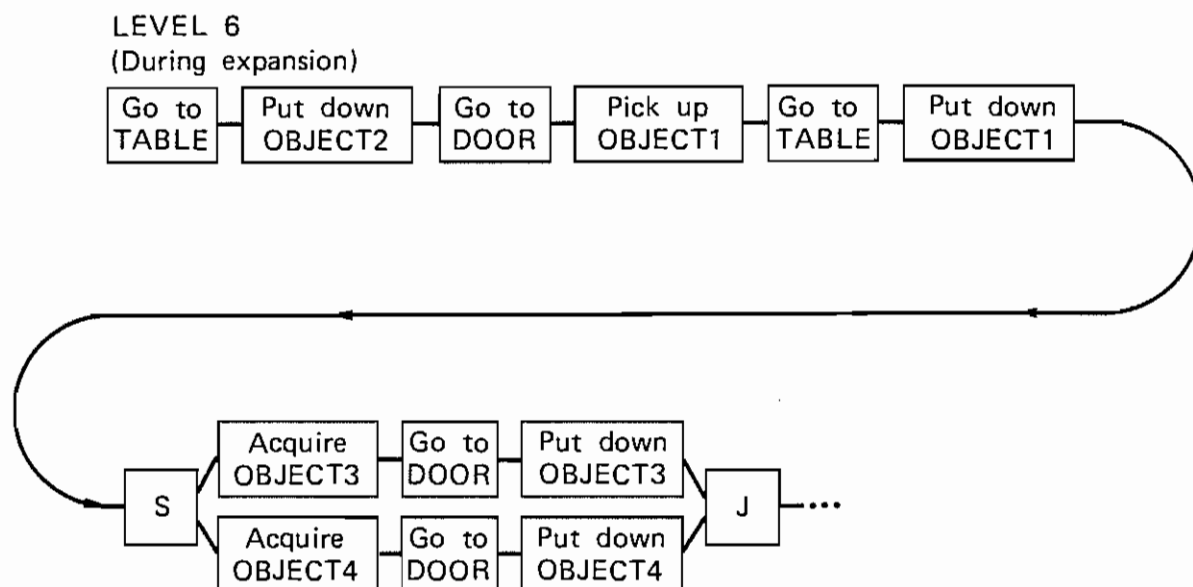 LEVEL 6
(During expansion)
Go to
TABLE
Put down
OBJECT2
Go to
DOOR
Pick up
OBJECT1
Go to
TABLE
Put down
OBJECT1
S
Acquire
OBJECT3
Go to
DOOR
Put down
OBJECT3
Acquire
OBJECT4
Go to
DOOR
Put down
OBJECT4
J